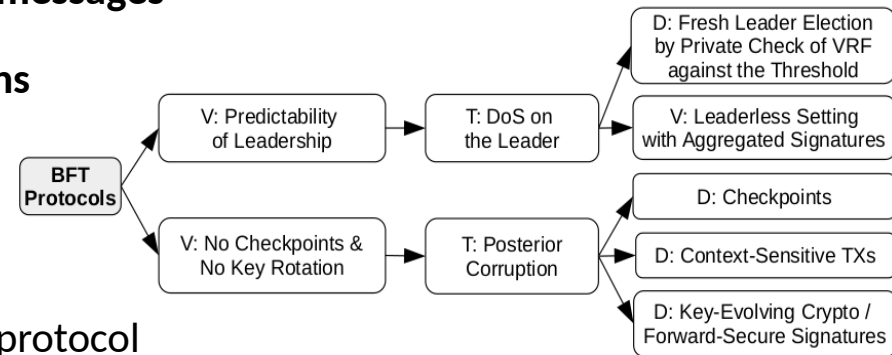 messages
ns
BFT
Protocols
V: Predictability
of Leadership
T: DoS on
the Leader
D: Fresh Leader Election
by Private Check of VRF
against the Threshold
V: Leaderless Setting
with Aggregated Signatures
V: No Checkpoints &
No Key Rotation
T: Posterior
Corruption
D: Checkpoints
D: Context-Sensitive TXs
D: Key-Evolving Crypto /
Forward-Secure Signatures
protocol